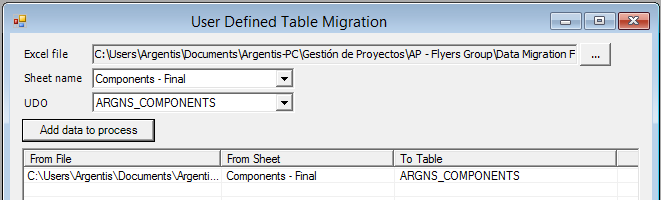 User Defined Table Migration
Excel file C:\Users\Argentis\Documents\Argentis-PC\Gestión de Proyectos\AP - Flyers Group\Data Migration F ...
Sheet name Components - Final
UDO ARGNS_COMPONENTS
Add data to process
From File From Sheet To Table
C:\Users\Argentis\Documents\Argenti... Components - Final ARGNS_COMPONENTS